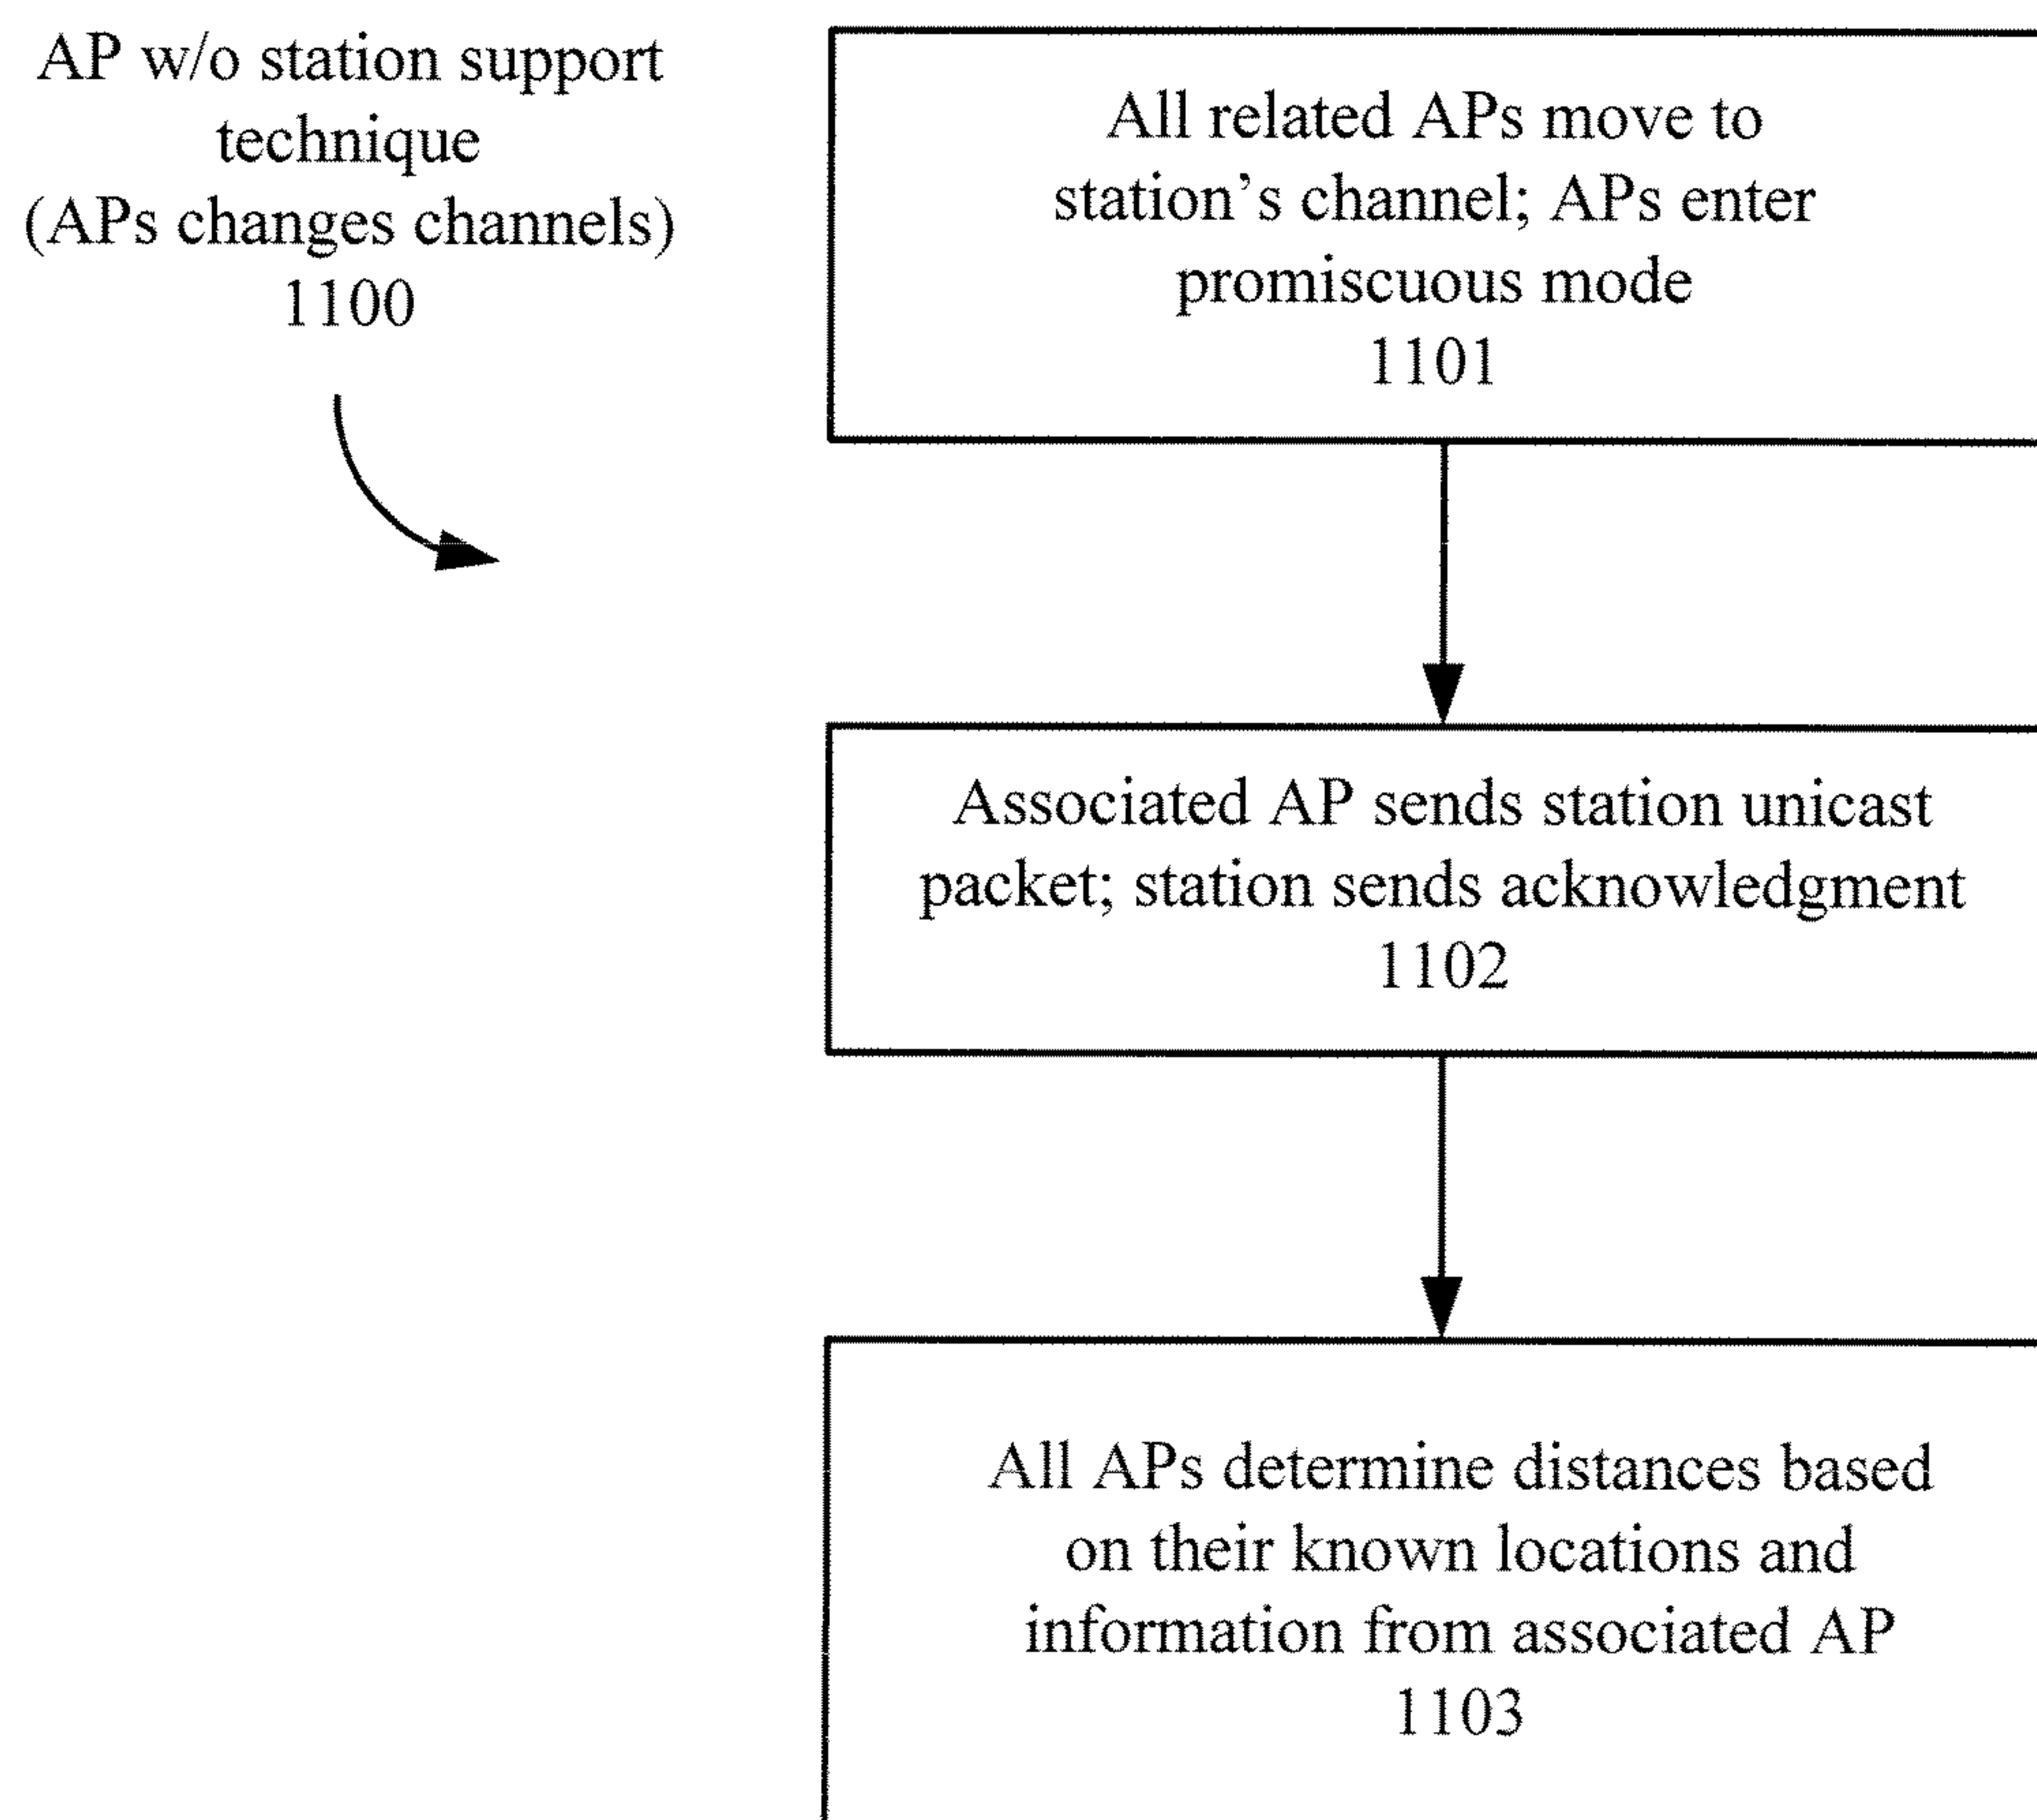 AP w/o station support
technique
(APs changes channels)
1100
All related APs move to
station’s channel; APs enter
promiscuous mode
1101
Associated AP sends station unicast
packet; station sends acknowledgment
1102
All APs determine distances based
on their known locations and
information from associated AP
1103